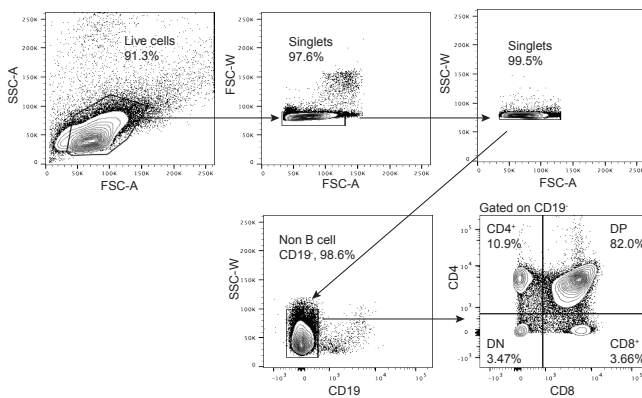 Live cells
91.3%
SSC-A
250K
200K
150K
100K
50K
0
0 50K 100K 150K 200K 250K
FSC-A
Singlets
97.6%
FSC-W
250K
200K
150K
100K
50K
0
0 50K 100K 150K 200K 250K
FSC-A
Singlets
99.5%
SSC-W
250K
200K
150K
100K
50K
0
0 50K 100K 150K 200K 250K
FSC-A
Non B cell
CD19-, 98.6%
SSC-W
250K
200K
150K
100K
50K
0
-10³ 0 10³ 10⁴ 10⁵
CD19
Gated on CD19-
CD4⁺
10.9%
DP
82.0%
CD4
10⁵
10⁴
10³
0
-10³
DN
3.47%
CD8⁺
3.66%
-10³ 0 10³ 10⁴ 10⁵
CD8